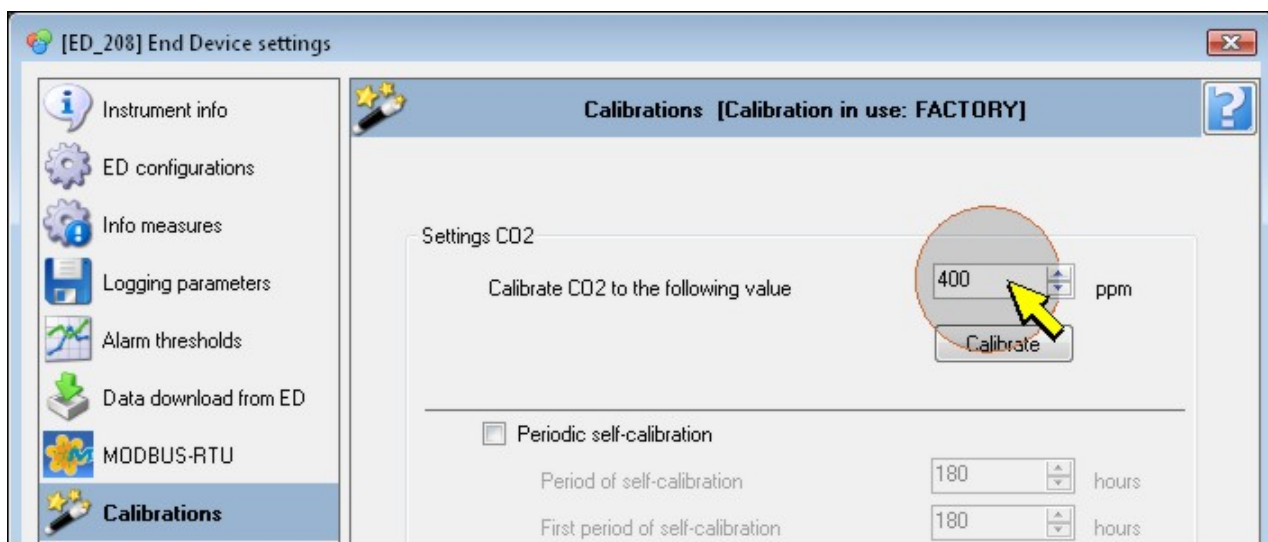 [ED_208] End Device settings
Instrument info
ED configurations
Info measures
Logging parameters
Alarm thresholds
Data download from ED
MODBUS-RTU
Calibrations
Calibrations [Calibration in use: FACTORY]
Settings CO2
Calibrate CO2 to the following value 400 ppm
Calibrate
Periodic self-calibration
Period of self-calibration 180 hours
First period of self-calibration 180 hours